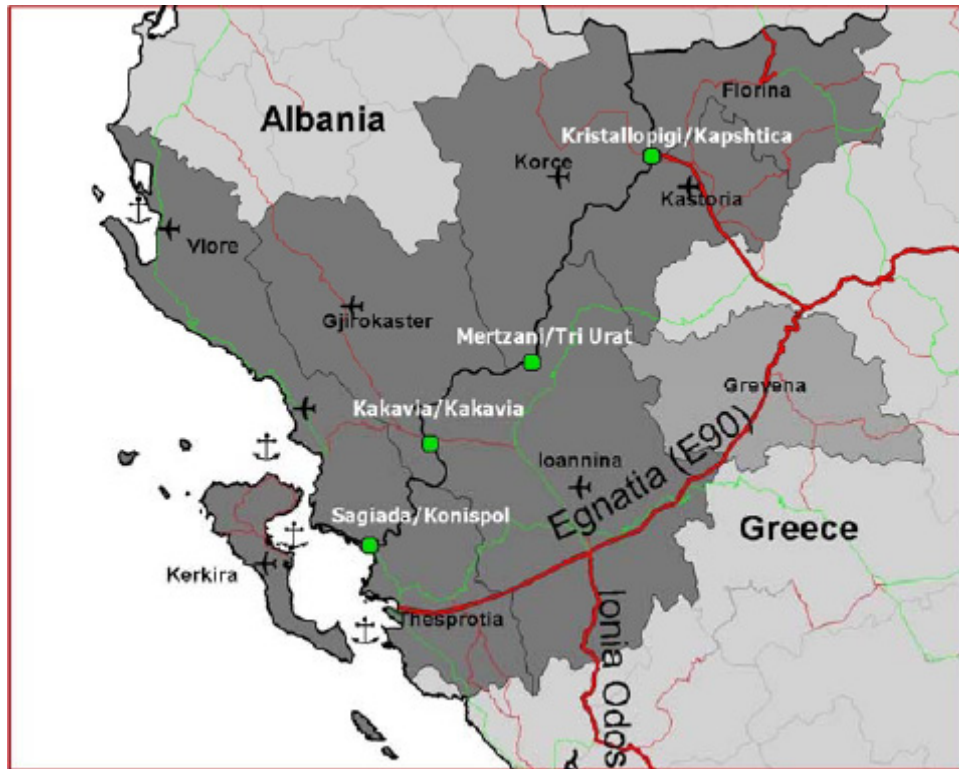 Florina
Albania
Kristallopigi/Kapshtica
Korce
Kastoria
Vlore
Gjirokaster
Mertzani/Tri Urat
Grevena
Kakavia/Kakavia
Ioannina
Egnatia (E90)
Sagiada/Konispol
Greece
Kerkira
Thesprotia
Ionia Odos